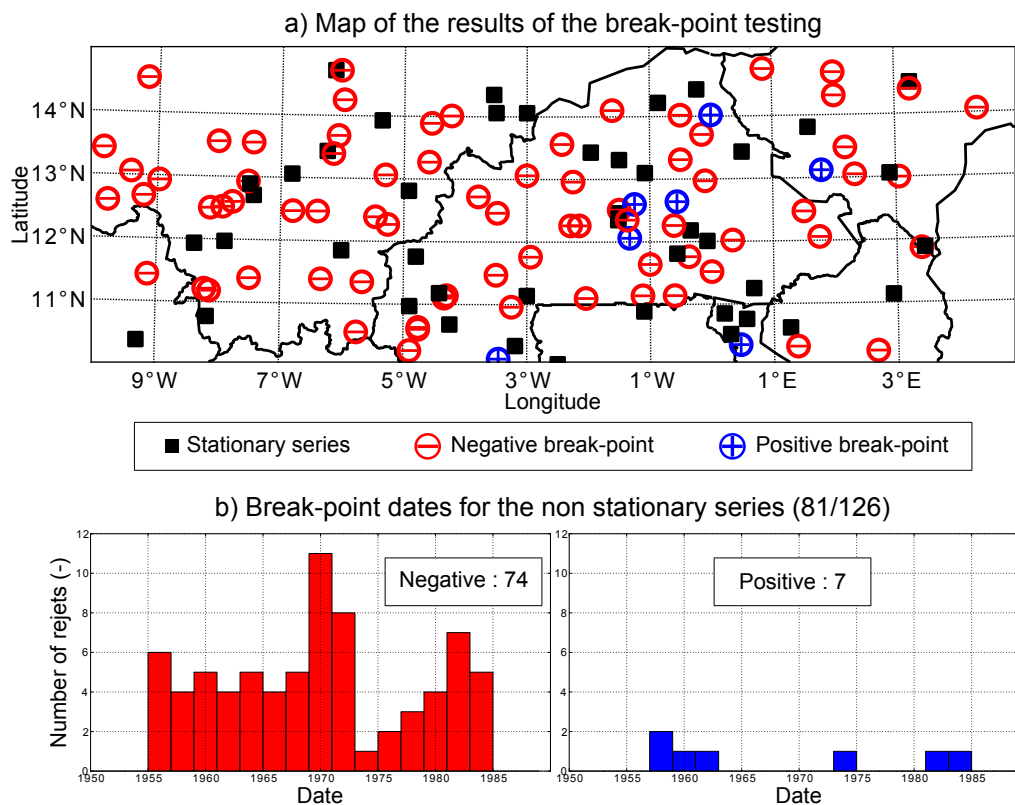 a) Map of the results of the break-point testing
14°N
13°N
12°N
11°N
Latitude
9°W 7°W 5°W 3°W 1°W 1°E 3°E
Longitude
Stationary series Negative break-point Positive break-point
b) Break-point dates for the non stationary series (81/126)
Number of rejets (-)
12 12
10 10
8 8
6 6
4 4
2 2
0 0
Negative : 74 Positive : 7
1950 1955 1960 1965 1970 1975 1980 1985 1950 1955 1960 1965 1970 1975 1980 1985
Date Date